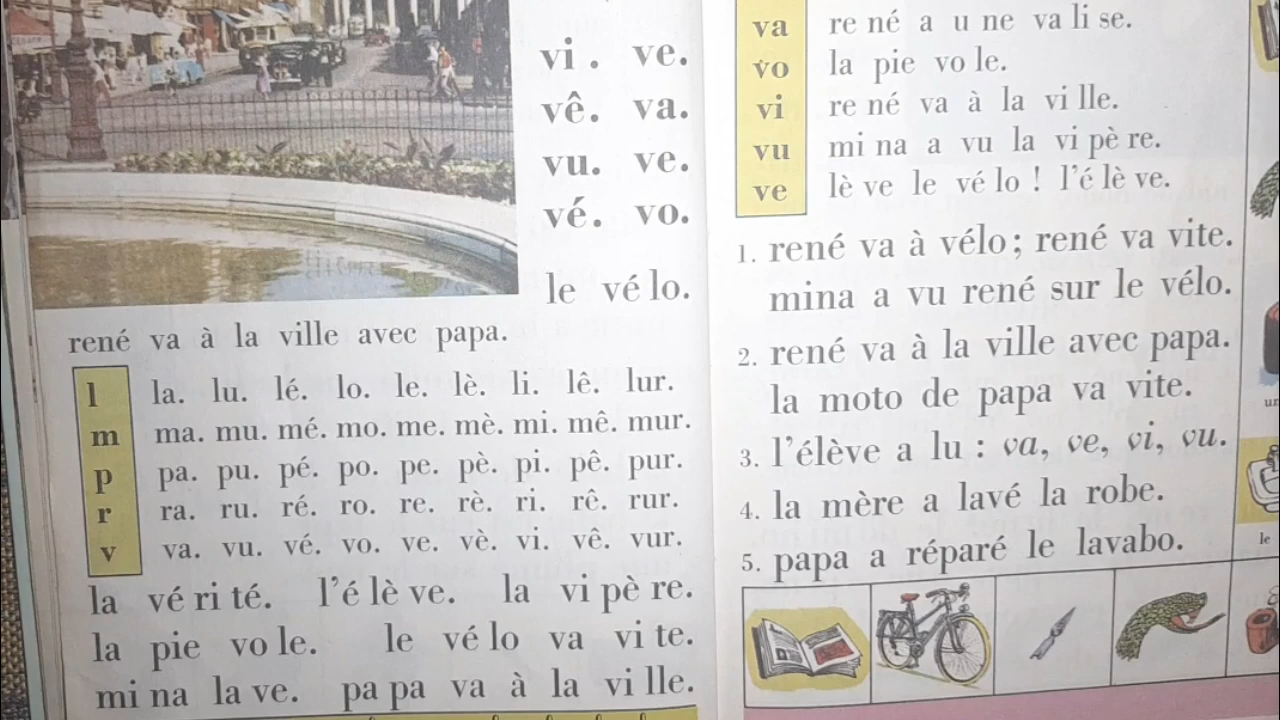 vi. ve.
vê. va.
vu. ve.
vé. vo.
le vé lo.
rené va à la ville avec papa.
l la. lu. lé. lo. le. lè. li. lê. lur.
m ma. mu. mé. mo. me. mè. mi. mê. mur.
p pa. pu. pé. po. pe. pè. pi. pê. pur.
r ra. ru. ré. ro. re. rè. ri. rê. rur.
v va. vu. vé. vo. ve. vè. vi. vê. vur.
la vé ri té. l'é lè ve. la vi pè re.
la pie vo le. le vé lo va vi te.
mi na la ve. pa pa va à la vi lle.
va re né a u ne va li se.
vo la pie vo le.
vi re né va à la vi lle.
vu mi na a vu la vi pè re.
ve lè ve le vé lo ! l'é lè ve.
1. rené va à vélo ; rené va vite.
mina a vu rené sur le vélo.
2. rené va à la ville avec papa.
la moto de papa va vite.
3. l'élève a lu : va, ve, vi, vu.
4. la mère a lavé la robe.
5. papa a réparé le lavabo.
le